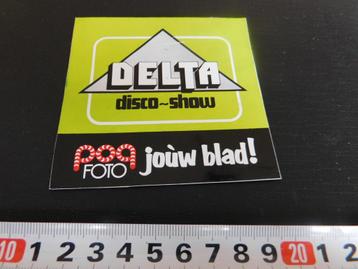 DELTA
disco~show
pop
FOTO
joùw blad!
10 1 2 3 4 5 6 7 8 9 20 1 2